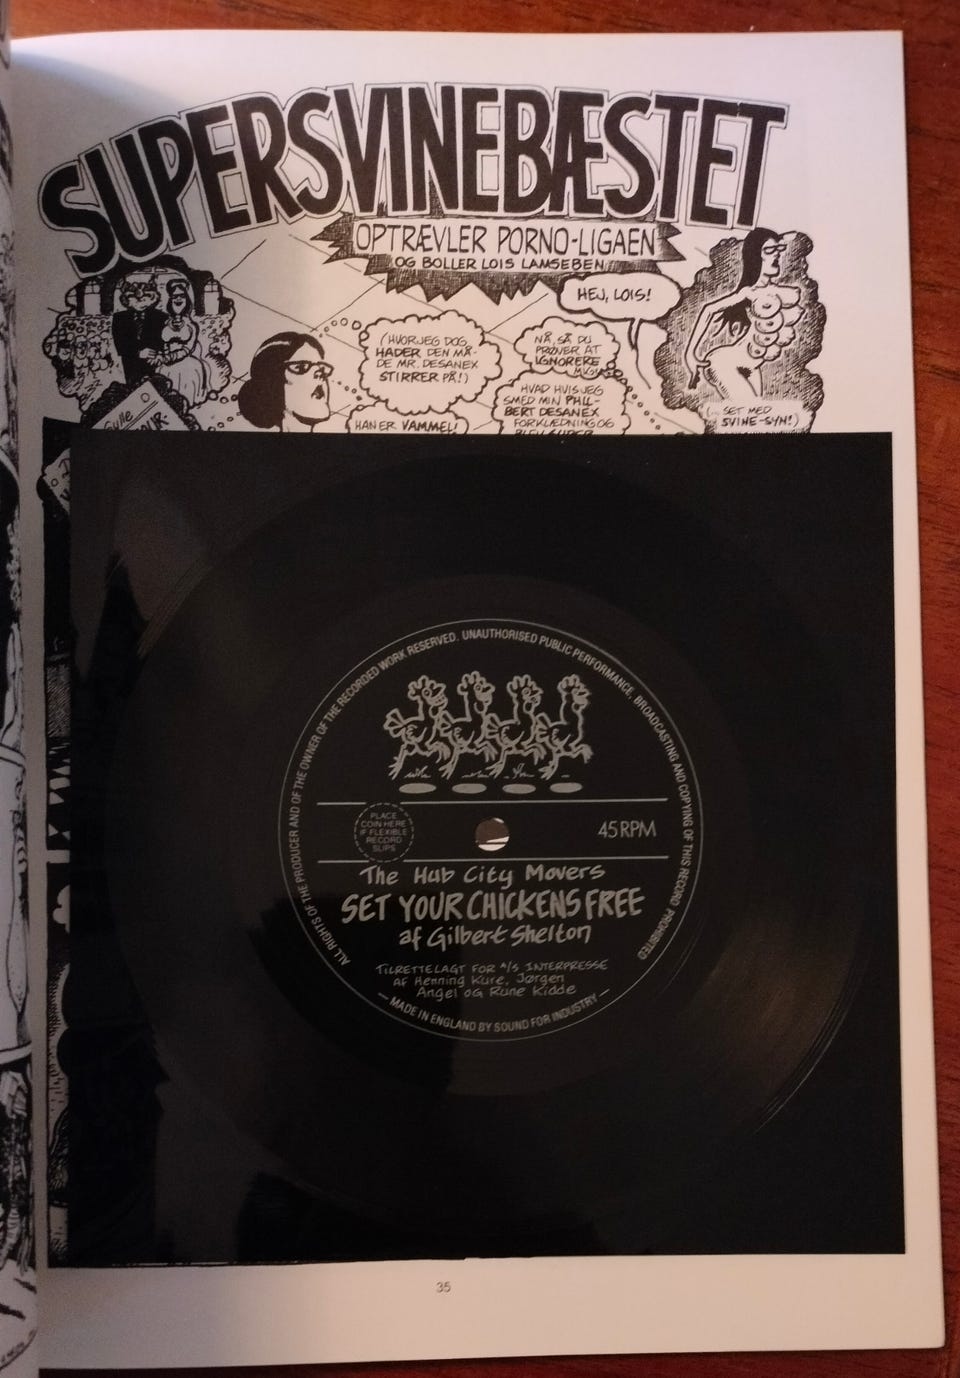 SUPERSVINEBÆSTET
OPTRÆVLER PORNO-LIGAEN
OG BOLLER LOIS LAMSEBEN
HEJ, LOIS!
(HVOR JEG DOG
HADER DEN MÅ-
DE MR. DESANEX
STIRRER PÅ!)
NÅ, SÅ DU
PRØVER AT
IGNORERE
MIG!
HVAD HVIS JEG
SMED MIN PHIL-
BERT DESANEX
FORKLÆDNING OG
BLEV SUPER
HAN ER VAMMEL!
(... SET MED
SVINE-SYN!)
ALL RIGHTS OF THE PRODUCER AND OF THE OWNER OF THE RECORDED WORK RESERVED. UNAUTHORISED PUBLIC PERFORMANCE, BROADCASTING AND COPYING OF THIS RECORD PROHIBITED
PLACE
COIN HERE
IF FLEXIBLE
RECORD
SLIPS
45 RPM
The Hub City Movers
SET YOUR CHICKENS FREE
af Gilbert Shelton
TILRETTELAGT FOR A/S INTERPRESSE
AF Henning Kure, Jørgen
Angel OG Rune Kidde
— MADE IN ENGLAND BY SOUND FOR INDUSTRY —
35